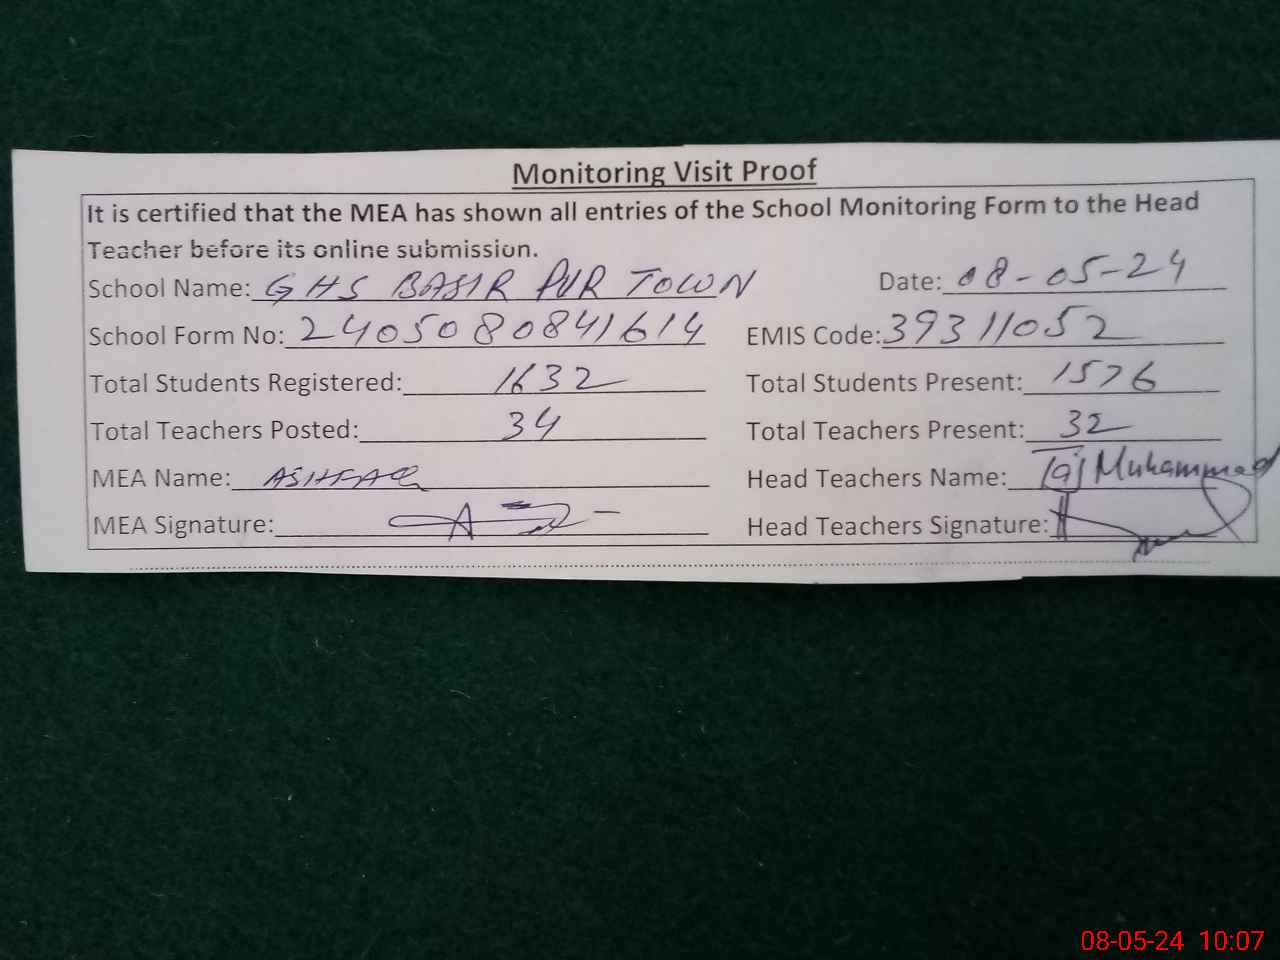 Monitoring Visit Proof
It is certified that the MEA has shown all entries of the School Monitoring Form to the Head
Teacher before its online submission.
School Name: GHS BASIR PUR TOWN Date: 08-05-24
School Form No: 2405080841614 EMIS Code: 39311052
Total Students Registered: 1632 Total Students Present: 1576
Total Teachers Posted: 34 Total Teachers Present: 32
MEA Name: ASHFAQ Head Teachers Name: Taj Muhammad
MEA Signature: Head Teachers Signature:
08-05-24 10:07